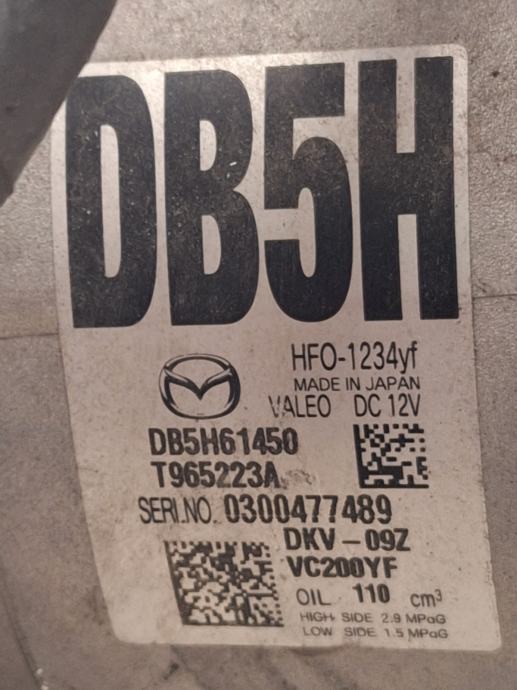 DB5H
HFO-1234yf
MADE IN JAPAN
VALEO DC 12V
DB5H61450
T965223A
SERI.NO. 0300477489
DKV-09Z
VC200YF
OIL 110 cm³
HIGH SIDE 2.9 MPaG
LOW SIDE 1.5 MPaG